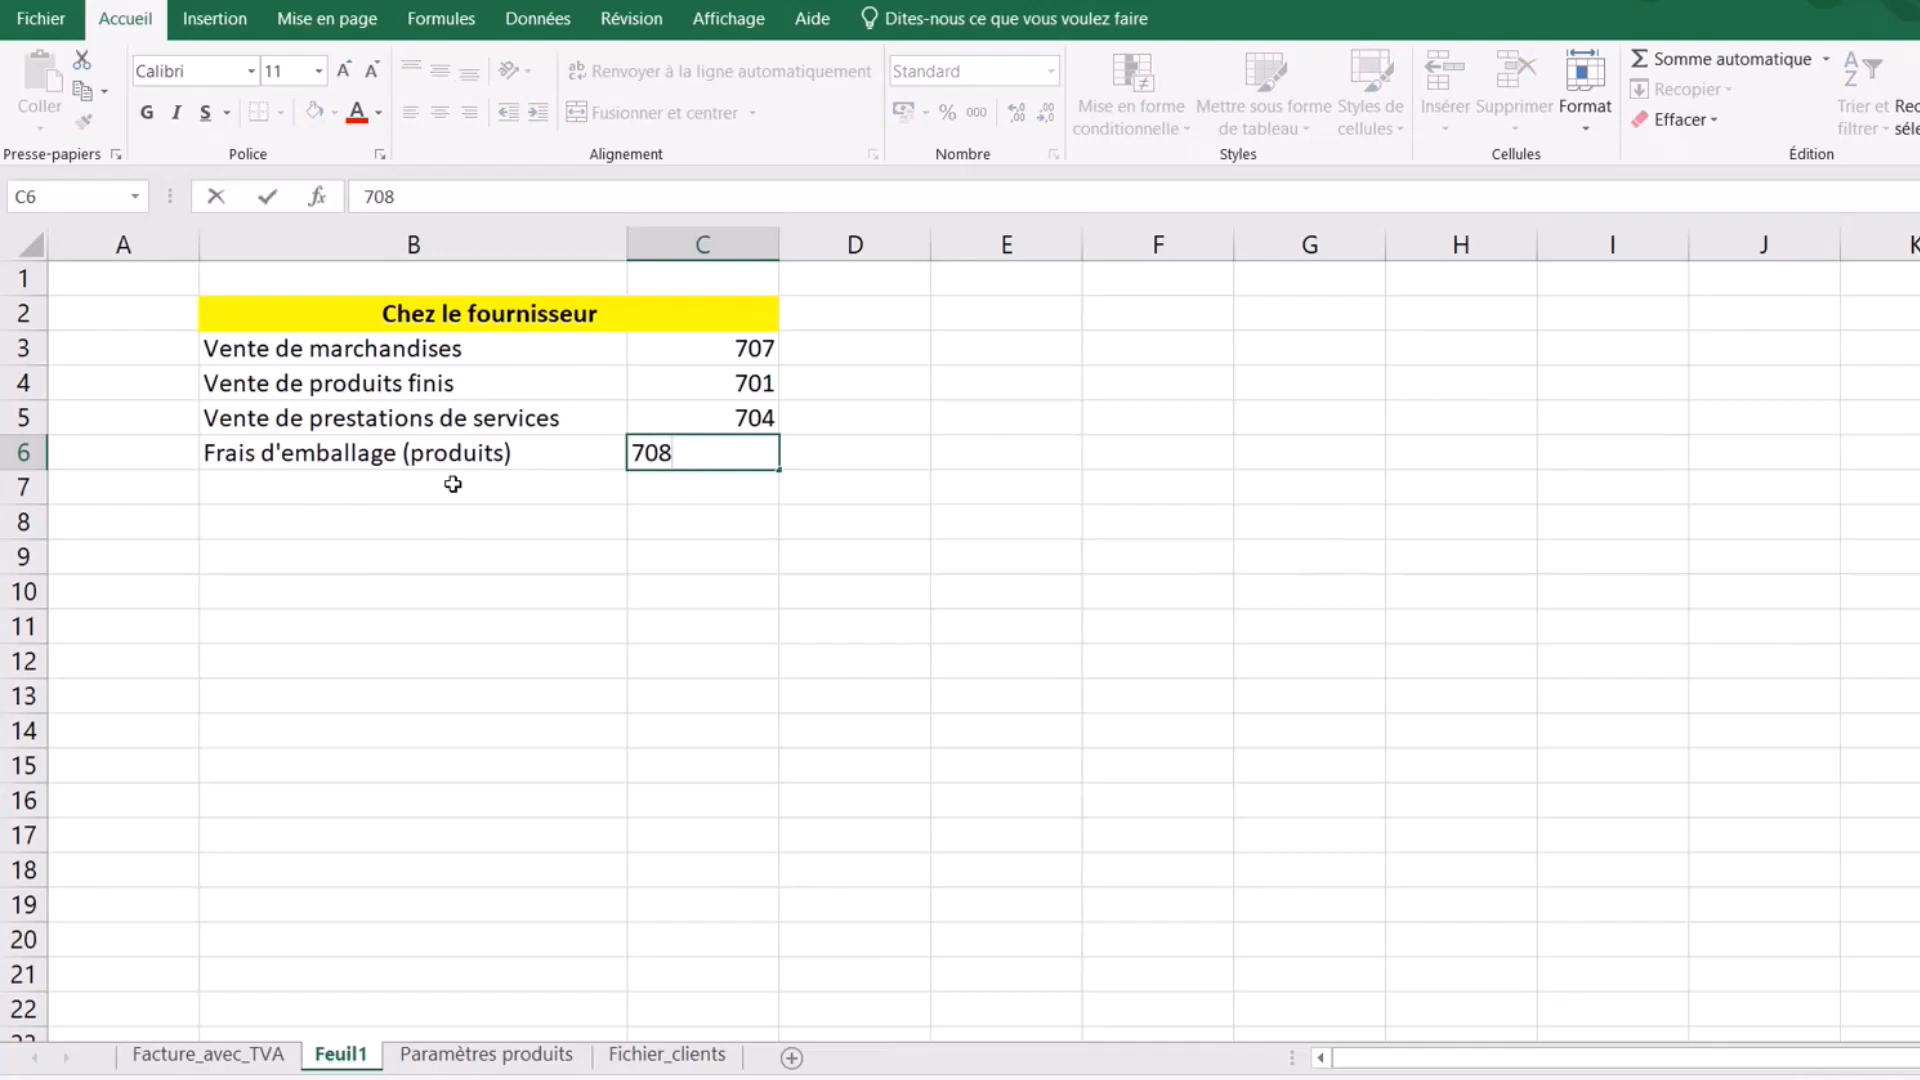 Fichier Accueil Insertion Mise en page Formules Données Révision Affichage Aide Dites-nous ce que vous voulez faire
Coller
Presse-papiers
Calibri 11
G I S A
Police
Renvoyer à la ligne automatiquement
Fusionner et centrer
Alignement
Standard
% 000
Nombre
Mise en forme
conditionnelle
Mettre sous forme
de tableau
Styles de
cellules
Styles
Insérer Supprimer Format
Cellules
Somme automatique
Recopier
Effacer
Trier et
filtrer
Édition
C6 fx 708
A B C D E F G H I J K
1
2 Chez le fournisseur
3 Vente de marchandises 707
4 Vente de produits finis 701
5 Vente de prestations de services 704
6 Frais d'emballage (produits) 708
7
8
9
10
11
12
13
14
15
16
17
18
19
20
21
22
Facture_avec_TVA Feuil1 Paramètres produits Fichier_clients